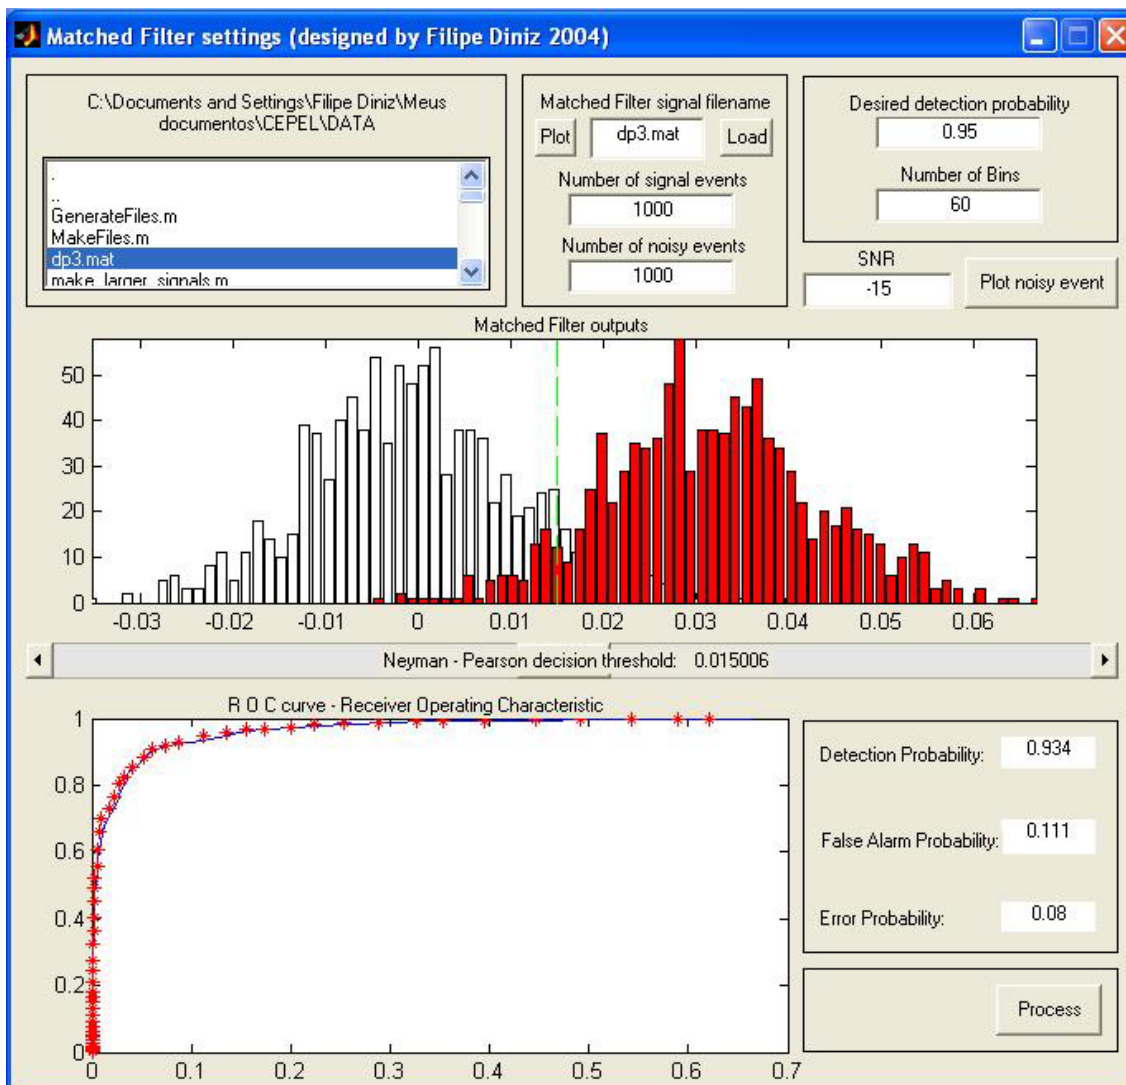 Matched Filter settings (designed by Filipe Diniz 2004)
C:\Documents and Settings\Filipe Diniz\Meus
documentos\CEPEL\DATA
.
..
GenerateFiles.m
MakeFiles.m
dp3.mat
make_larger_signals.m
Matched Filter signal filename
Plot
dp3.mat
Load
Number of signal events
1000
Number of noisy events
1000
Desired detection probability
0.95
Number of Bins
60
SNR
-15
Plot noisy event
Matched Filter outputs
50
40
30
20
10
0
-0.03 -0.02 -0.01 0 0.01 0.02 0.03 0.04 0.05 0.06
Neyman - Pearson decision threshold: 0.015006
R O C curve - Receiver Operating Characteristic
1
0.8
0.6
0.4
0.2
0
0 0.1 0.2 0.3 0.4 0.5 0.6 0.7
Detection Probability: 0.934
False Alarm Probability: 0.111
Error Probability: 0.08
Process